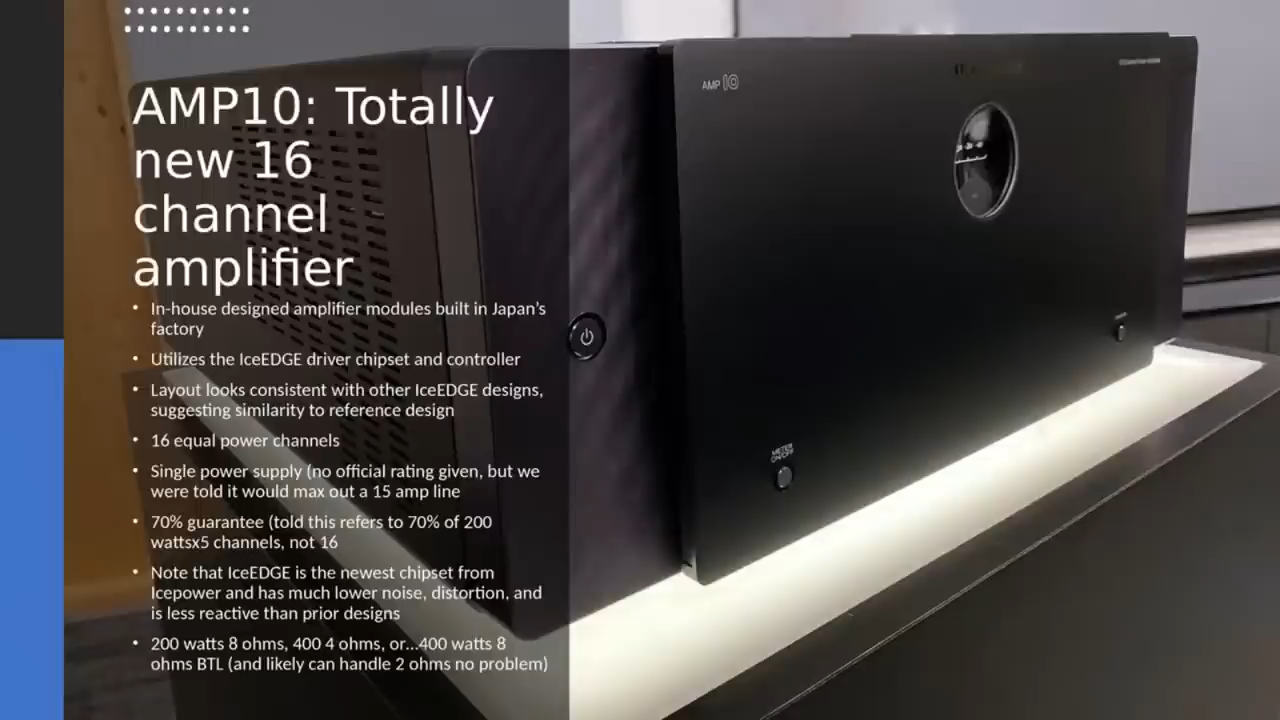 AMP10: Totally
new 16
channel
amplifier
• In-house designed amplifier modules built in Japan's
factory
• Utilizes the IceEDGE driver chipset and controller
• Layout looks consistent with other IceEDGE designs,
suggesting similarity to reference design
• 16 equal power channels
• Single power supply (no official rating given, but we
were told it would max out a 15 amp line
• 70% guarantee (told this refers to 70% of 200
wattsx5 channels, not 16
• Note that IceEDGE is the newest chipset from
Icepower and has much lower noise, distortion, and
is less reactive than prior designs
• 200 watts 8 ohms, 400 4 ohms, or...400 watts 8
ohms BTL (and likely can handle 2 ohms no problem)
AMP 10
METER
ON/OFF